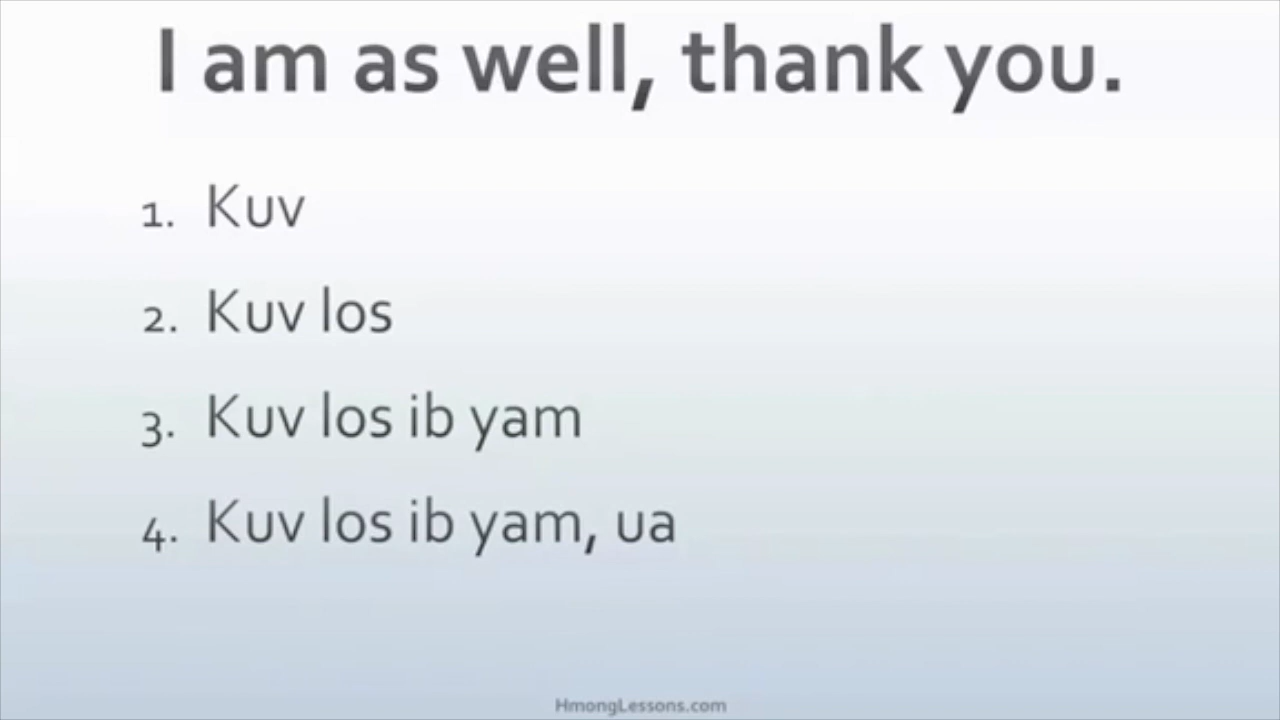 I am as well, thank you.
1. Kuv
2. Kuv los
3. Kuv los ib yam
4. Kuv los ib yam, ua
HmongLessons.com